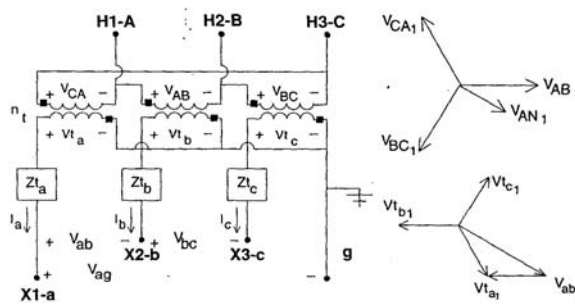 H1-A H2-B H3-C
+ V_CA − + V_AB − + V_BC −
n_t
+ Vt_a + Vt_b + Vt_c
Zt_a Zt_b Zt_c
I_a I_b I_c
+ V_ab − + V_bc −
X2-b X3-c g
+ V_ag −
X1-a
V_CA1
V_AB
V_AN1
V_BC1
Vt_c1
Vt_b1
Vt_a1
V_ab